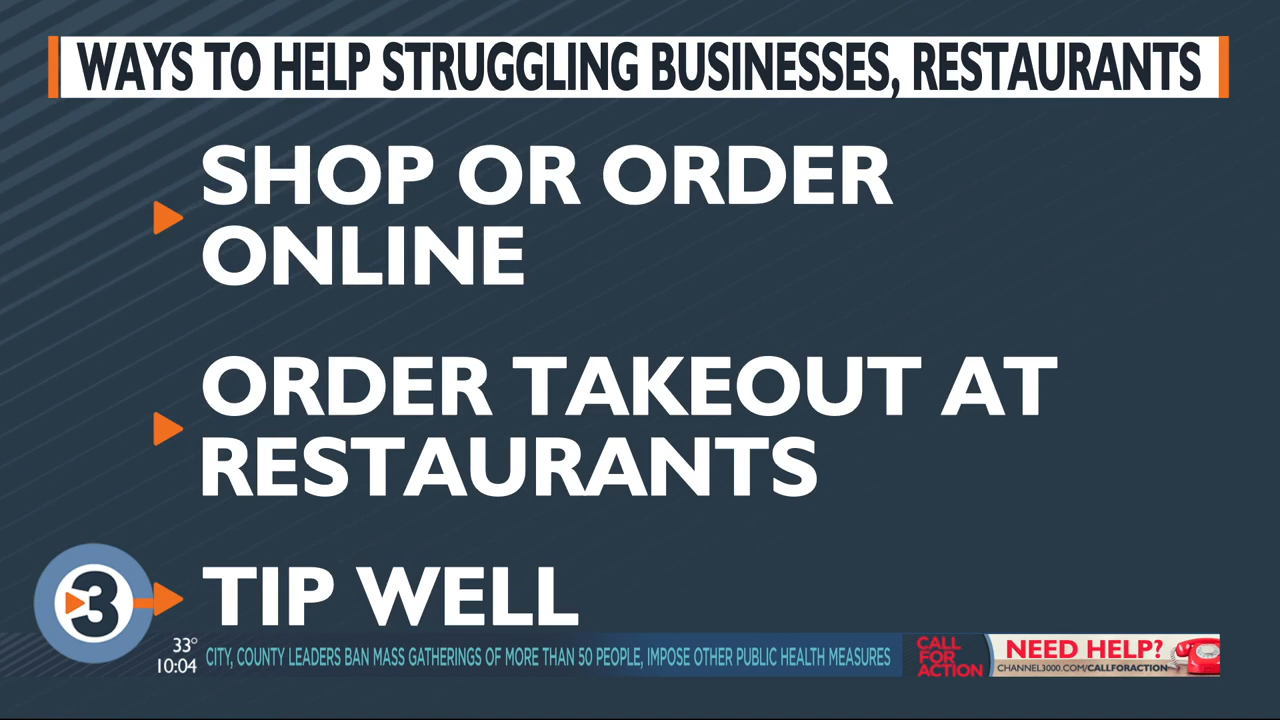 WAYS TO HELP STRUGGLING BUSINESSES, RESTAURANTS
SHOP OR ORDER
ONLINE
ORDER TAKEOUT AT
RESTAURANTS
TIP WELL
3
33°
10:04
CITY, COUNTY LEADERS BAN MASS GATHERINGS OF MORE THAN 50 PEOPLE, IMPOSE OTHER PUBLIC HEALTH MEASURES
CALL
FOR
ACTION
NEED HELP?
CHANNEL3000.COM/CALLFORACTION